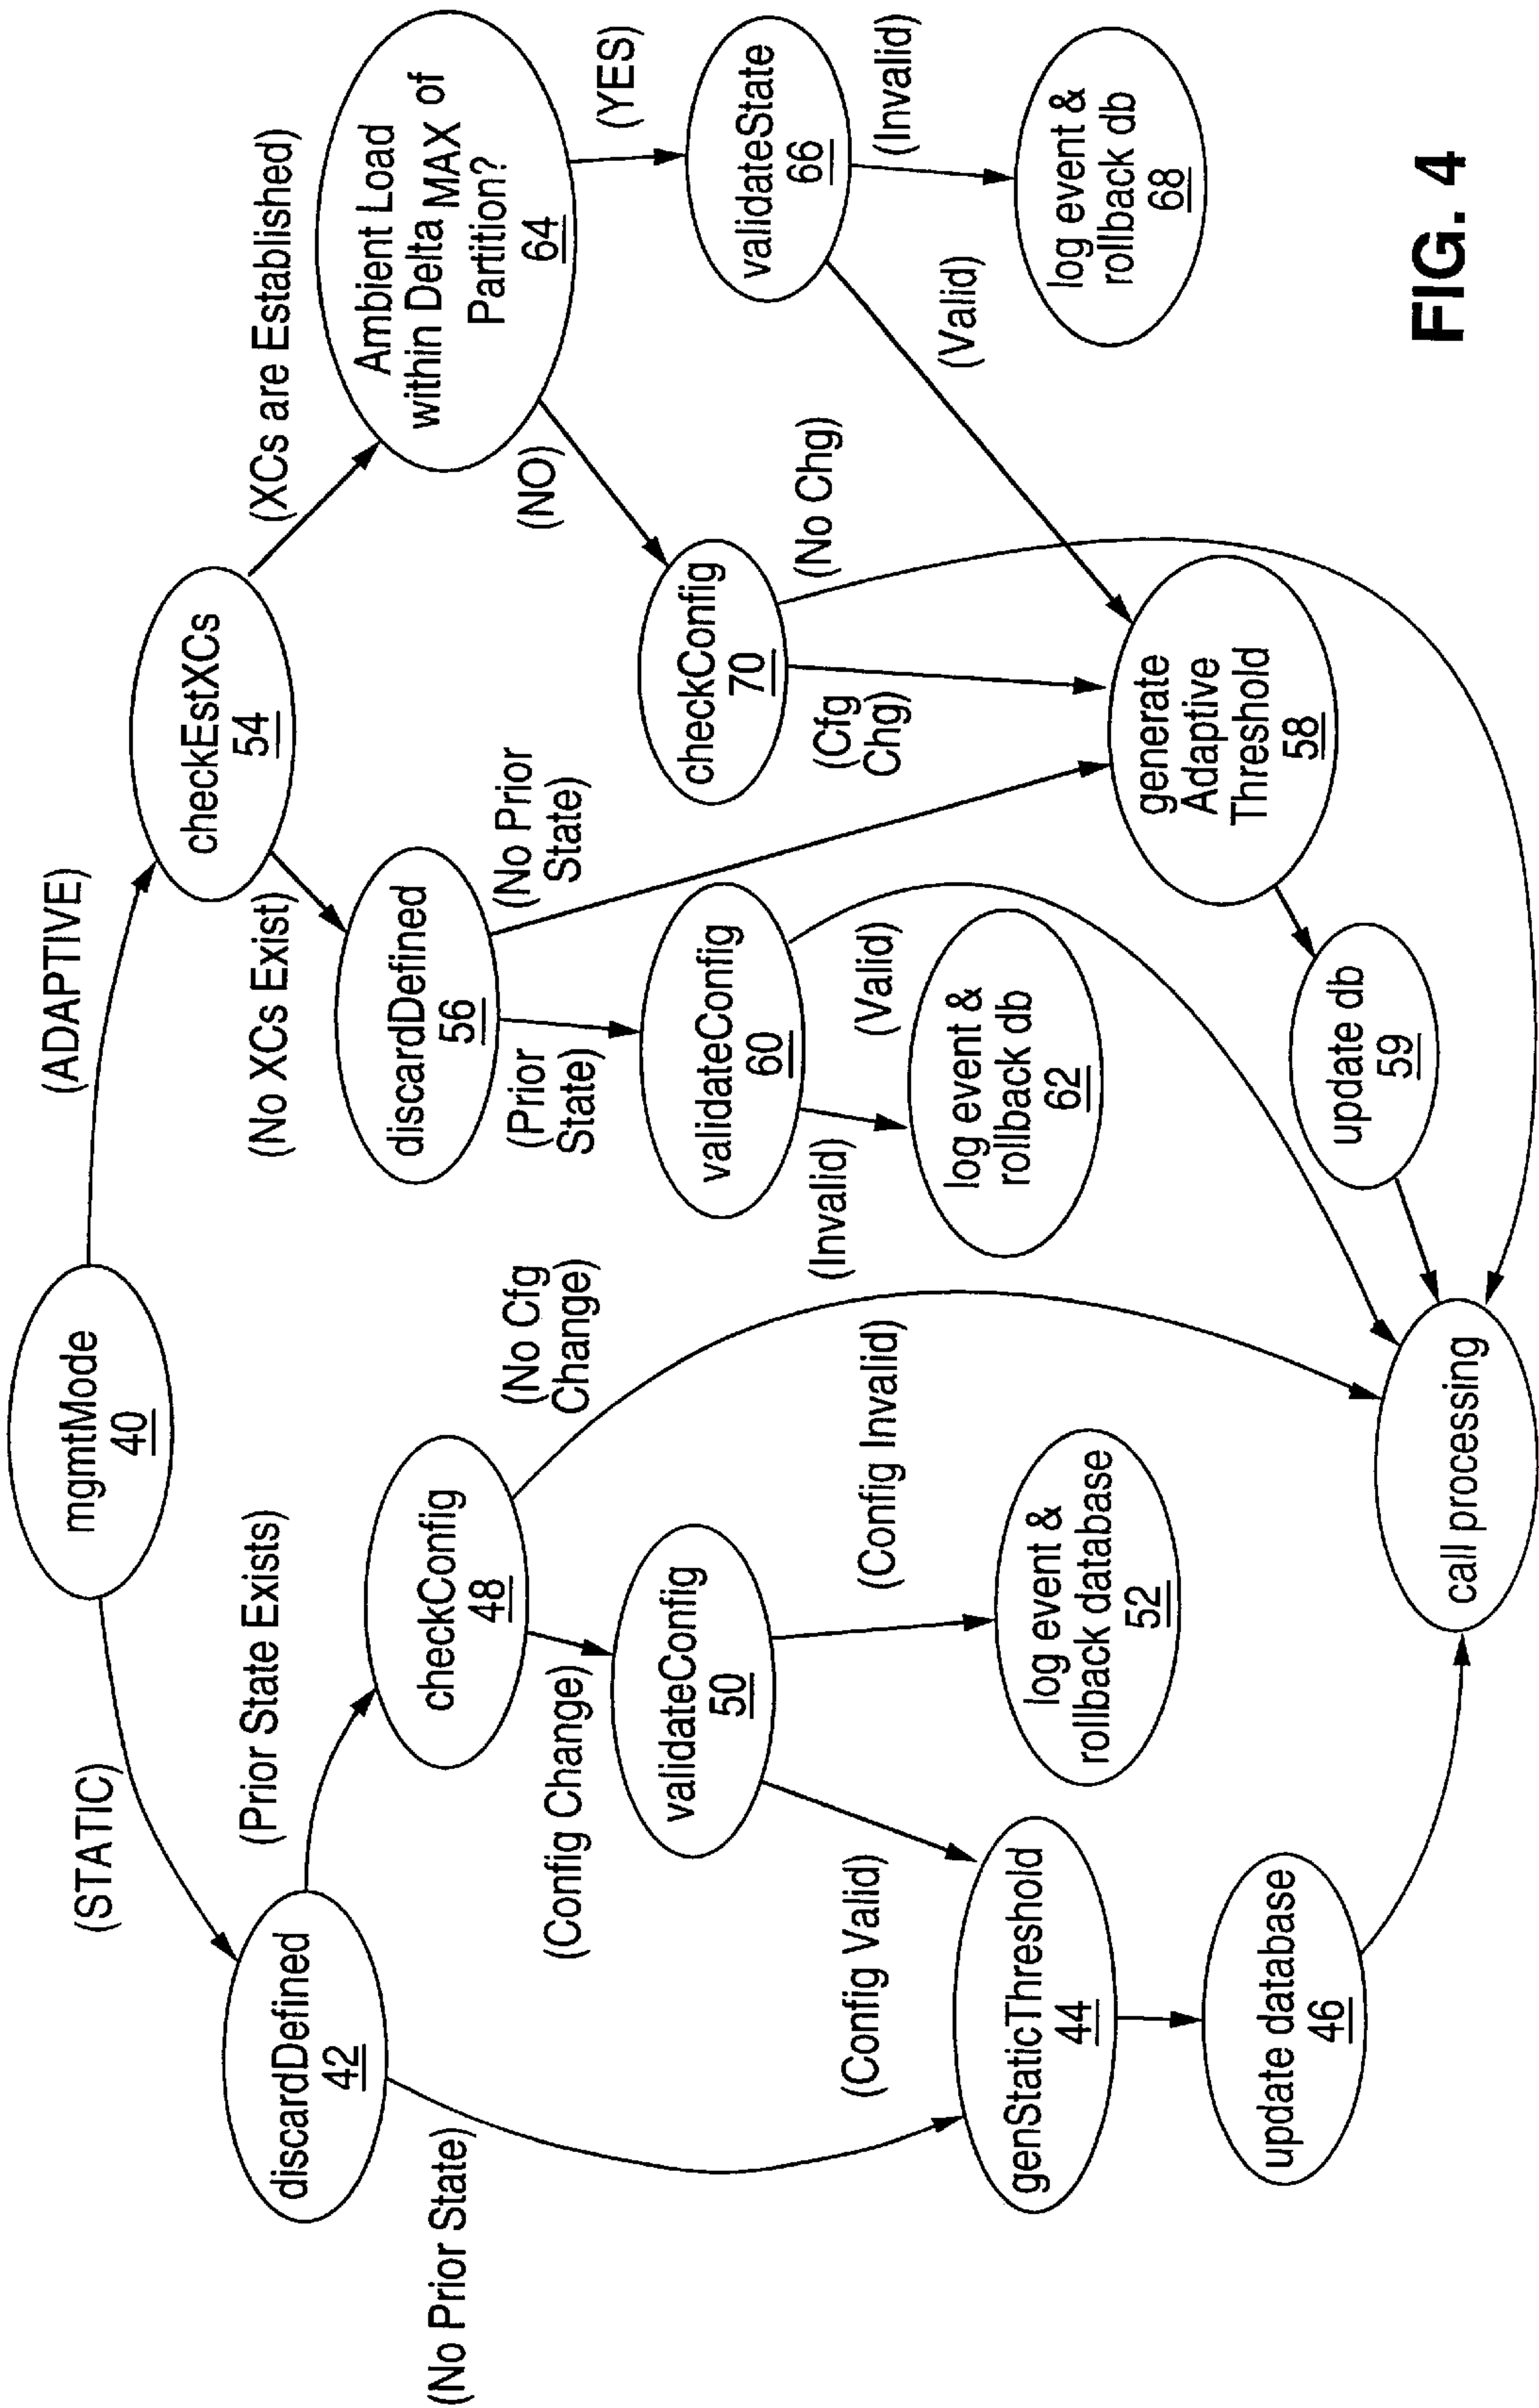 mgmtMode
40
(STATIC)
(ADAPTIVE)
discardDefined
42
(Prior State Exists)
(No Prior State)
checkConfig
48
(No Cfg
Change)
(Config Change)
validateConfig
50
(Config Valid)
(Config Invalid)
log event &
rollback database
52
genStaticThreshold
44
update database
46
call processing
checkEstXCs
54
(No XCs Exist)
(XCs are Established)
discardDefined
56
(Prior
State)
(No Prior
State)
validateConfig
60
(Invalid)
(Valid)
log event &
rollback db
62
Ambient Load
within Delta MAX of
Partition?
64
(NO)
(YES)
checkConfig
70
(Cfg
Chg)
(No Chg)
validateState
66
(Valid)
(Invalid)
log event &
rollback db
68
generate
Adaptive
Threshold
58
update db
59
FIG. 4